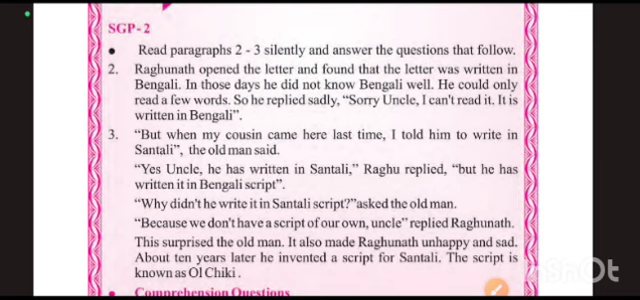 SGP-2
• Read paragraphs 2 - 3 silently and answer the questions that follow.
2. Raghunath opened the letter and found that the letter was written in
Bengali. In those days he did not know Bengali well. He could only
read a few words. So he replied sadly, “Sorry Uncle, I can't read it. It is
written in Bengali”.
3. “But when my cousin came here last time, I told him to write in
Santali”, the old man said.
“Yes Uncle, he has written in Santali,” Raghu replied, “but he has
written it in Bengali script”.
“Why didn't he write it in Santali script?”asked the old man.
“Because we don't have a script of our own, uncle” replied Raghunath.
This surprised the old man. It also made Raghunath unhappy and sad.
About ten years later he invented a script for Santali. The script is
known as Ol Chiki.
• Comprehension Questions